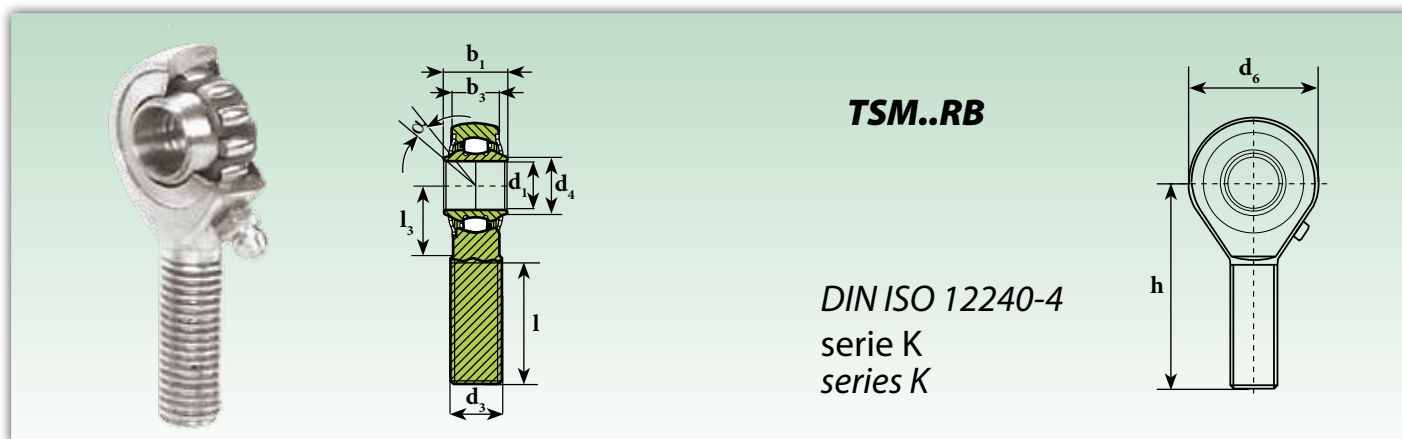 b₁
b₃
α
d₁
d₄
l₃
l
d₃
TSM..RB
DIN ISO 12240-4
serie K
series K
d₆
h